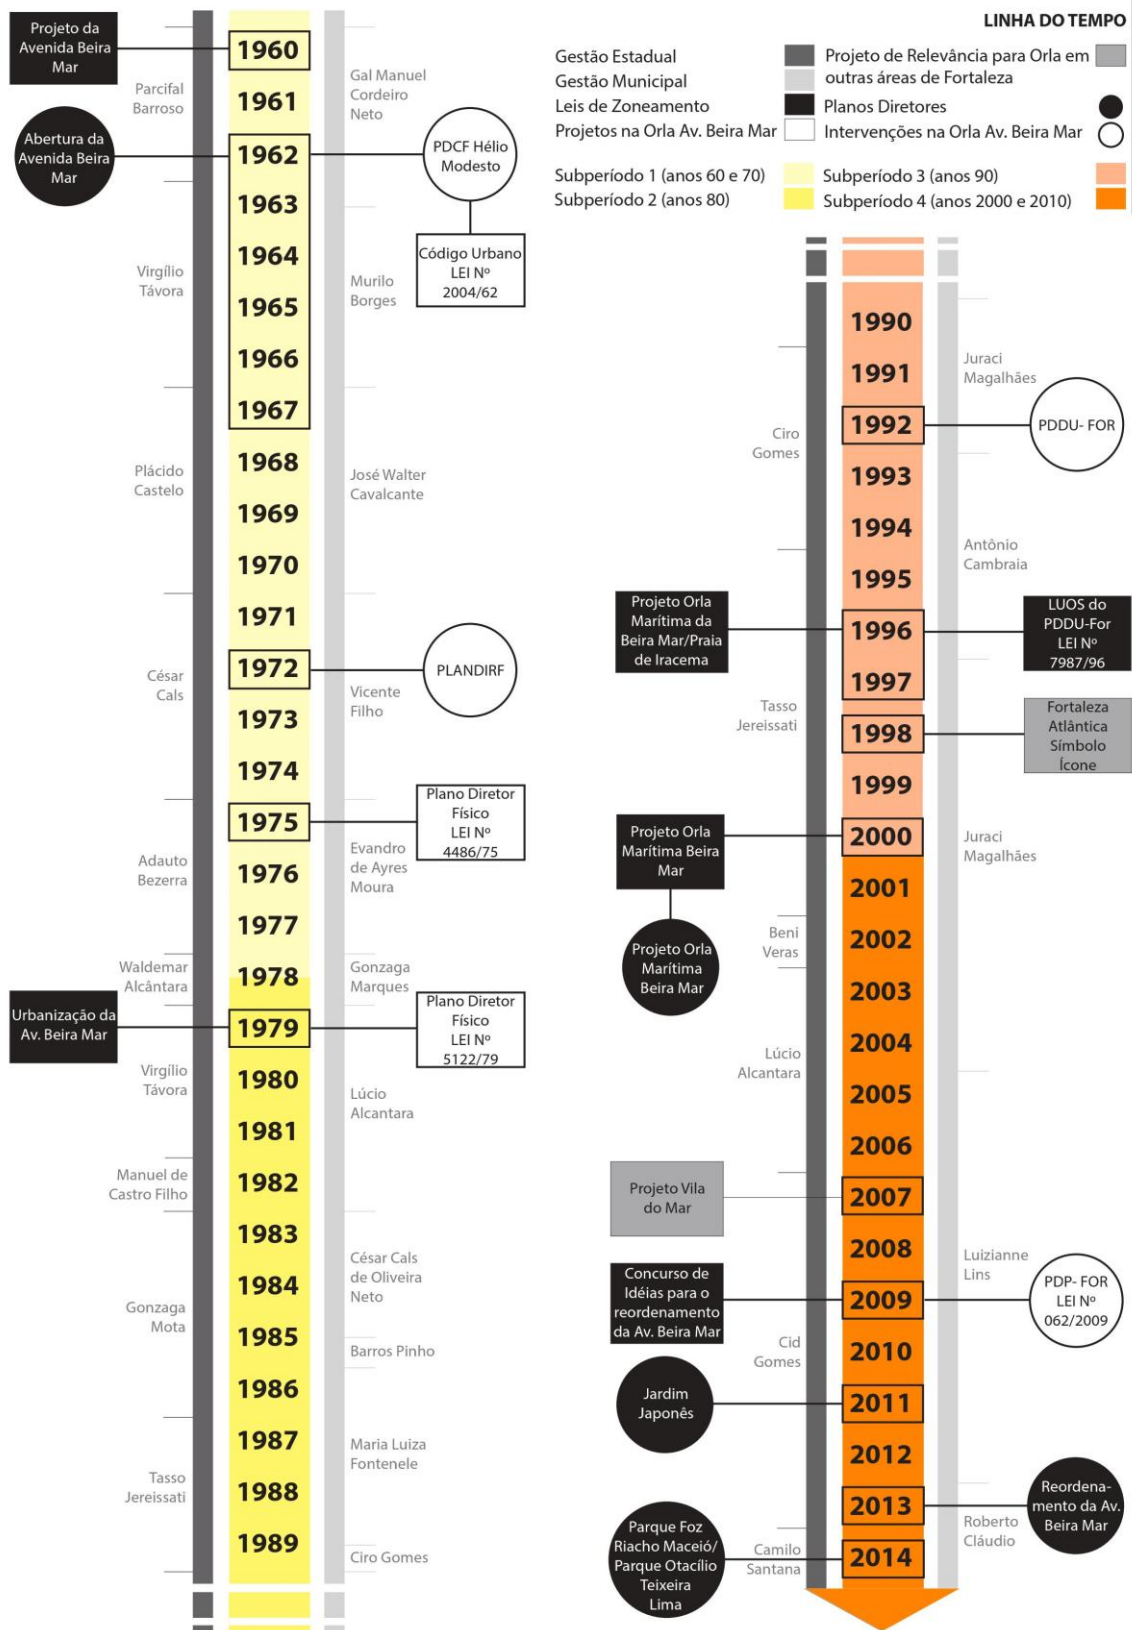 LINHA DO TEMPO
Gestão Estadual
Gestão Municipal
Leis de Zoneamento
Projetos na Orla Av. Beira Mar
Projeto de Relevância para Orla em
outras áreas de Fortaleza
Planos Diretores
Intervenções na Orla Av. Beira Mar
Subperíodo 1 (anos 60 e 70)
Subperíodo 2 (anos 80)
Subperíodo 3 (anos 90)
Subperíodo 4 (anos 2000 e 2010)
Projeto da
Avenida Beira
Mar
1960
Parcifal
Barroso
1961
Gal Manuel
Cordeiro
Neto
Abertura da
Avenida Beira
Mar
1962
PDCF Hélio
Modesto
1963
Código Urbano
LEI Nº
2004/62
1964
Virgílio
Távora
Murilo
Borges
1965
1966
1967
1968
Plácido
Castelo
José Walter
Cavalcante
1969
1970
1971
1972
PLANDIRF
César
Cals
Vicente
Filho
1973
1974
1975
Plano Diretor
Físico
LEI Nº
4486/75
Adauto
Bezerra
Evandro
de Ayres
Moura
1976
1977
Waldemar
Alcântara
1978
Gonzaga
Marques
Urbanização da
Av. Beira Mar
1979
Plano Diretor
Físico
LEI Nº
5122/79
Virgílio
Távora
1980
Lúcio
Alcantara
1981
Manuel de
Castro Filho
1982
1983
César Cals
de Oliveira
Neto
1984
Gonzaga
Mota
1985
Barros Pinho
1986
1987
Maria Luiza
Fontenele
Tasso
Jereissati
1988
1989
Ciro Gomes
1990
Juraci
Magalhães
1991
1992
PDDU- FOR
Ciro
Gomes
1993
1994
Antônio
Cambraia
1995
Projeto Orla
Marítima da
Beira Mar/Praia
de Iracema
1996
LUOS do
PDDU-For
LEI Nº
7987/96
1997
Tasso
Jereissati
1998
Fortaleza
Atlântica
Símbolo
Ícone
1999
Projeto Orla
Marítima Beira
Mar
2000
Juraci
Magalhães
2001
Beni
Veras
2002
Projeto Orla
Marítima
Beira Mar
2003
2004
Lúcio
Alcantara
2005
2006
Projeto Vila
do Mar
2007
2008
Luizianne
Lins
Concurso de
Idéias para o
reordenamento
da Av. Beira Mar
2009
PDP- FOR
LEI Nº
062/2009
Cid
Gomes
2010
Jardim
Japonês
2011
2012
2013
Reordena-
mento da Av.
Beira Mar
Roberto
Cláudio
Parque Foz
Riacho Maceió/
Parque Otacílio
Teixeira
Lima
Camilo
Santana
2014